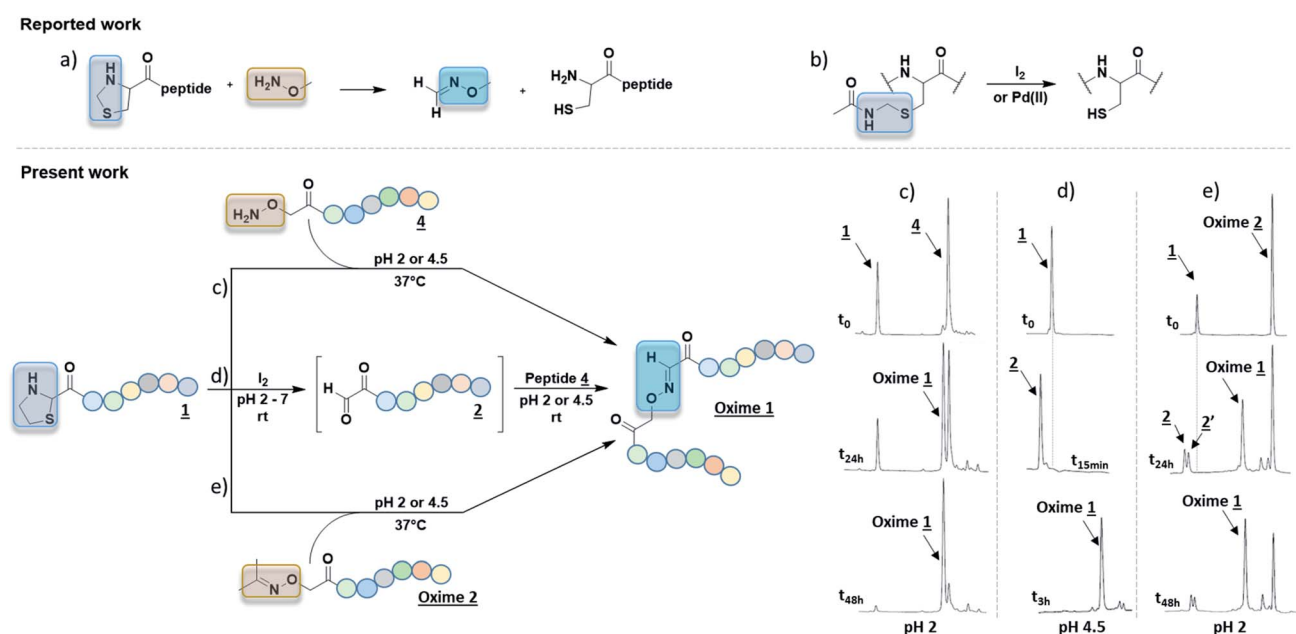 Reported work
a)
H
N
O
S
peptide
+
H2N
O
H
H
N
O
+
H2N
O
HS
peptide
b)
H
N
O
O
N
H
S
I2
or Pd(II)
H
N
O
HS
Present work
H2N
O
O
4
pH 2 or 4.5
37°C
c)
H
N
O
S
1
d)
I2
pH 2 - 7
rt
H
O
O
2
Peptide 4
pH 2 or 4.5
rt
H
O
N
O
O
Oxime 1
e)
pH 2 or 4.5
37°C
N
O
O
Oxime 2
c)
1
4
t0
Oxime 1
t24h
Oxime 1
t48h
pH 2
d)
1
t0
2
t15min
Oxime 1
t3h
pH 4.5
e)
Oxime 2
1
t0
Oxime 1
2
2'
t24h
Oxime 1
t48h
pH 2